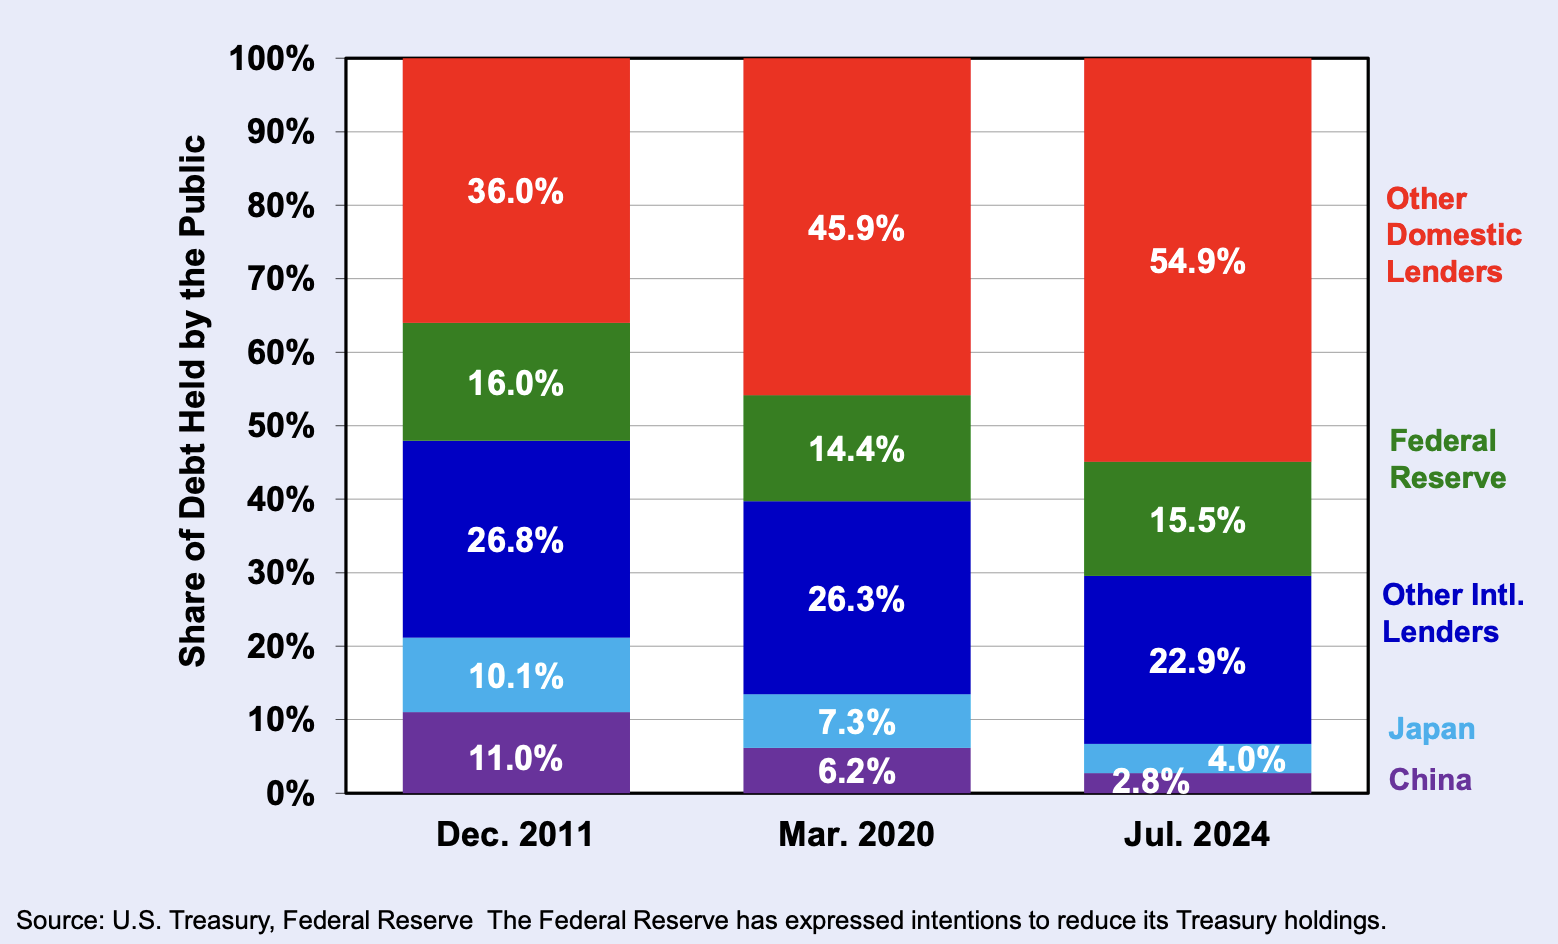 100%
90%
80%
70%
60%
50%
40%
30%
20%
10%
0%
Share of Debt Held by the Public
36.0%
16.0%
26.8%
10.1%
11.0%
45.9%
14.4%
26.3%
7.3%
6.2%
54.9%
15.5%
22.9%
4.0%
2.8%
Other
Domestic
Lenders
Federal
Reserve
Other Intl.
Lenders
Japan
China
Dec. 2011
Mar. 2020
Jul. 2024
Source: U.S. Treasury, Federal Reserve  The Federal Reserve has expressed intentions to reduce its Treasury holdings.